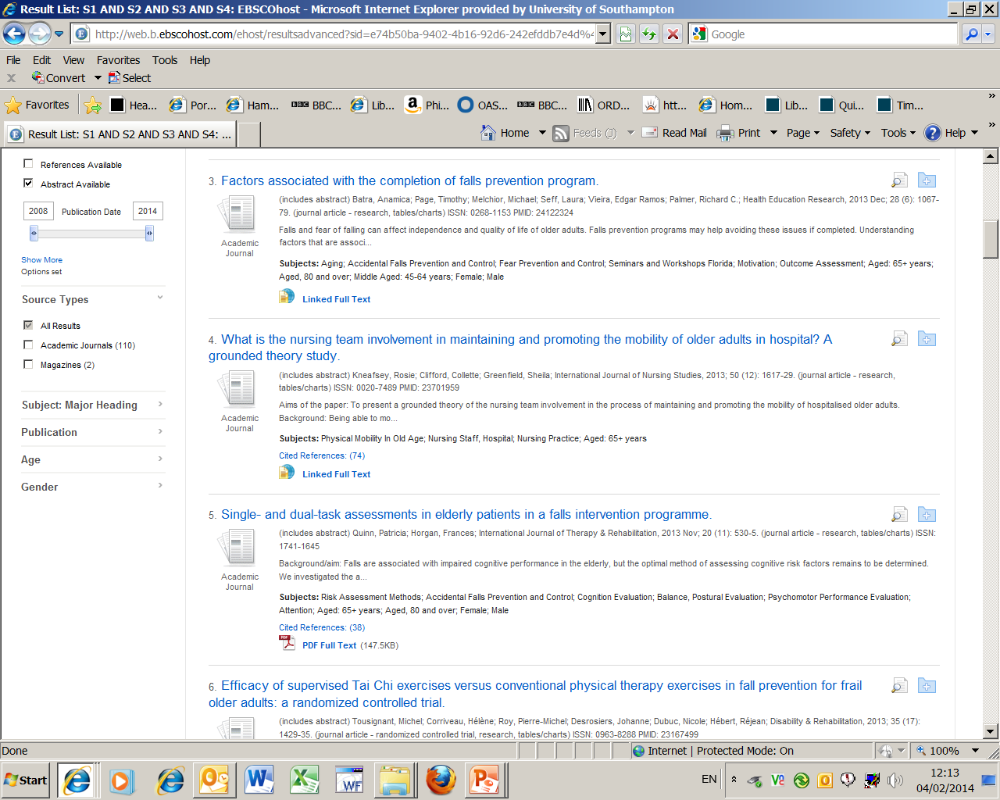 Result List: S1 AND S2 AND S3 AND S4: EBSCOhost - Microsoft Internet Explorer provided by University of Southampton
http://web.b.ebscohost.com/ehost/resultsadvanced?sid=e74b50ba-9402-4b16-92d6-242efddb7e4d%4
Google
File Edit View Favorites Tools Help
Convert Select
Favorites Hea... Por... Ham... BBC BBC... Lib... Phi... OAS... BBC BBC... ORD... htt... Hom... Lib... Qui... Tim...
Result List: S1 AND S2 AND S3 AND S4: ... Home Feeds (J) Read Mail Print Page Safety Tools Help
References Available
Abstract Available
2008 Publication Date 2014
Show More
Options set
Source Types
All Results
Academic Journals (110)
Magazines (2)
Subject: Major Heading
Publication
Age
Gender
3. Factors associated with the completion of falls prevention program.
Academic
Journal
(includes abstract) Batra, Anamica; Page, Timothy; Melchior, Michael; Seff, Laura; Vieira, Edgar Ramos; Palmer, Richard C.; Health Education Research, 2013 Dec; 28 (6): 1067-
79. (journal article - research, tables/charts) ISSN: 0268-1153 PMID: 24122324
Falls and fear of falling can affect independence and quality of life of older adults. Falls prevention programs may help avoiding these issues if completed. Understanding
factors that are associ...
Subjects: Aging; Accidental Falls Prevention and Control; Fear Prevention and Control; Seminars and Workshops Florida; Motivation; Outcome Assessment; Aged: 65+ years;
Aged, 80 and over; Middle Aged: 45-64 years; Female; Male
Linked Full Text
4. What is the nursing team involvement in maintaining and promoting the mobility of older adults in hospital? A
grounded theory study.
Academic
Journal
(includes abstract) Kneafsey, Rosie; Clifford, Collette; Greenfield, Sheila; International Journal of Nursing Studies, 2013; 50 (12): 1617-29. (journal article - research,
tables/charts) ISSN: 0020-7489 PMID: 23701959
Aims of the paper: To present a grounded theory of the nursing team involvement in the process of maintaining and promoting the mobility of hospitalised older adults.
Background: Being able to mo...
Subjects: Physical Mobility In Old Age; Nursing Staff, Hospital; Nursing Practice; Aged: 65+ years
Cited References: (74)
Linked Full Text
5. Single- and dual-task assessments in elderly patients in a falls intervention programme.
Academic
Journal
(includes abstract) Quinn, Patricia; Horgan, Frances; International Journal of Therapy & Rehabilitation, 2013 Nov; 20 (11): 530-5. (journal article - research, tables/charts) ISSN:
1741-1645
Background/aim: Falls are associated with impaired cognitive performance in the elderly, but the optimal method of assessing cognitive risk factors remains to be determined.
We investigated the a...
Subjects: Risk Assessment Methods; Accidental Falls Prevention and Control; Cognition Evaluation; Balance, Postural Evaluation; Psychomotor Performance Evaluation;
Attention; Aged: 65+ years; Aged, 80 and over; Female; Male
Cited References: (38)
PDF Full Text (147.5KB)
6. Efficacy of supervised Tai Chi exercises versus conventional physical therapy exercises in fall prevention for frail
older adults: a randomized controlled trial.
(includes abstract) Tousignant, Michel; Corriveau, Hélène; Roy, Pierre-Michel; Desrosiers, Johanne; Dubuc, Nicole; Hébert, Réjean; Disability & Rehabilitation, 2013; 35 (17):
1429-35. (journal article - randomized controlled trial, research, tables/charts) ISSN: 0963-8288 PMID: 23167499
Done Internet | Protected Mode: On 100%
Start WF EN 12:13
04/02/2014